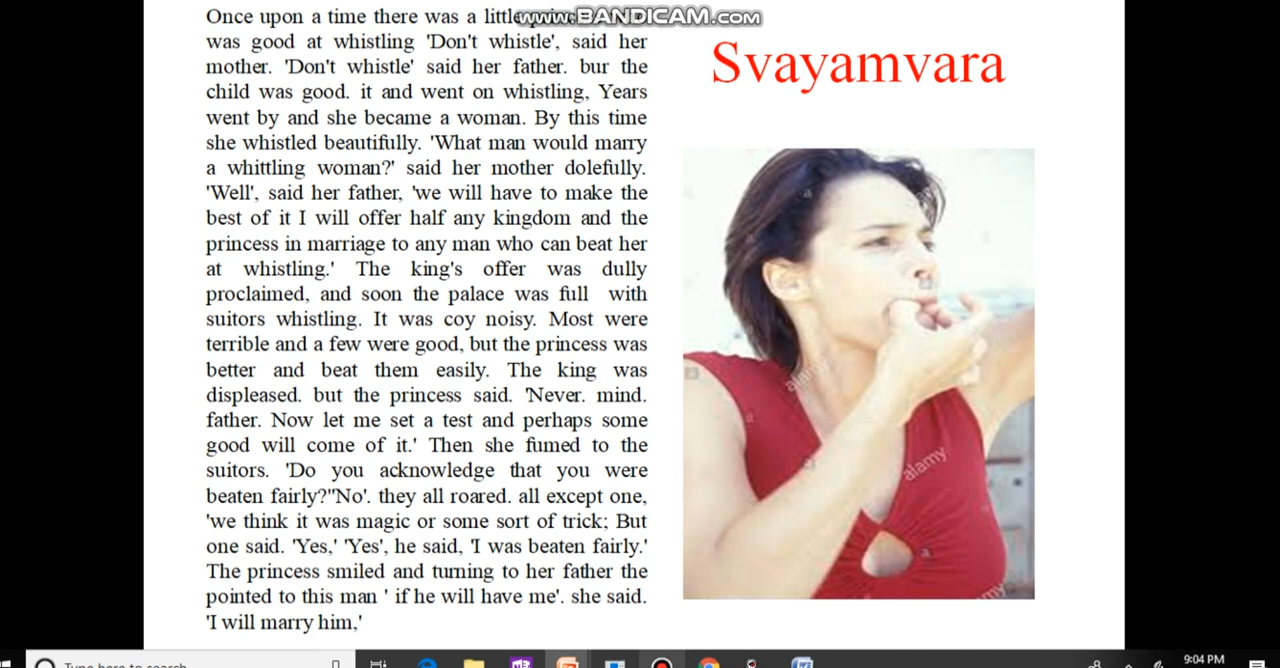 www.BANDICAM.com
Once upon a time there was a little
was good at whistling 'Don't whistle', said her
mother. 'Don't whistle' said her father. bur the
child was good. it and went on whistling, Years
went by and she became a woman. By this time
she whistled beautifully. 'What man would marry
a whittling woman?' said her mother dolefully.
'Well', said her father, 'we will have to make the
best of it I will offer half any kingdom and the
princess in marriage to any man who can beat her
at whistling.' The king's offer was dully
proclaimed, and soon the palace was full with
suitors whistling. It was coy noisy. Most were
terrible and a few were good, but the princess was
better and beat them easily. The king was
displeased. but the princess said. 'Never. mind.
father. Now let me set a test and perhaps some
good will come of it.' Then she fumed to the
suitors. 'Do you acknowledge that you were
beaten fairly?''No'. they all roared. all except one,
'we think it was magic or some sort of trick; But
one said. 'Yes,' 'Yes', he said, 'I was beaten fairly.'
The princess smiled and tuming to her father the
pointed to this man ' if he will have me'. she said.
'I will marry him,'
Svayamvara
a
alamy
a
alamy
a
Type here to search
9:04 PM